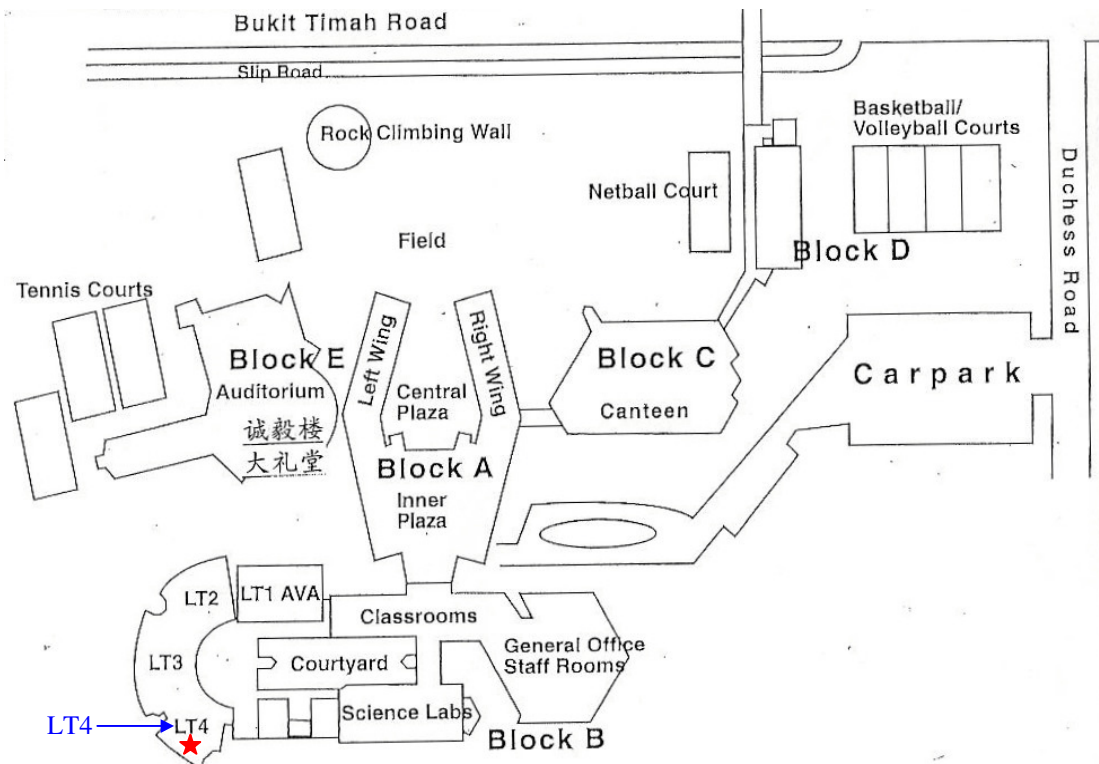 Bukit Timah Road
Slip Road
Rock Climbing Wall
Basketball/
Volleyball Courts
Duchess Road
Netball Court
Field
Block D
Tennis Courts
Block E
Auditorium
诚毅楼
大礼堂
Left Wing
Right Wing
Central
Plaza
Block C
Canteen
Carpark
Block A
Inner
Plaza
LT2
LT1 AVA
Classrooms
General Office
Staff Rooms
LT3
Courtyard
LT4
LT4
Science Labs
Block B